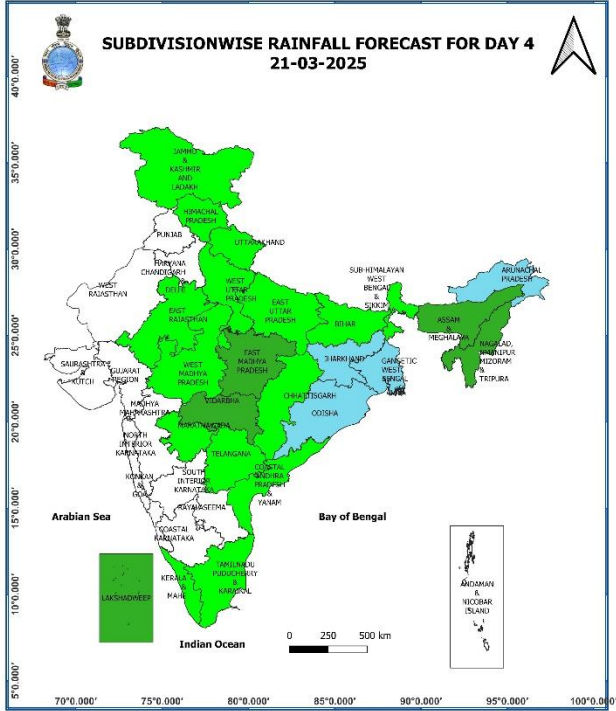 SUBDIVISIONWISE RAINFALL FORECAST FOR DAY 4
21-03-2025
40°0.000'
35°0.000'
30°0.000'
25°0.000'
20°0.000'
15°0.000'
10°0.000'
5°0.000'
JAMMU
&
KASHMIR
AND
LADAKH
HIMACHAL
PRADESH
PUNJAB
UTTARAKHAND
HARYANA
CHANDIGARH
DELHI
WEST
RAJASTHAN
WEST
UTTAR
PRADESH
EAST
RAJASTHAN
EAST
UTTAR
PRADESH
SUB-HIMALAYAN
WEST
BENGAL
&
SIKKIM
ARUNACHAL
PRADESH
BIHAR
ASSAM
&
MEGHALAYA
NAGALAD,
MANIPUR
MIZORAM
&
TRIPURA
SAURASHTRA
&
KUTCH
GUJARAT
REGION
WEST
MADHYA
PRADESH
EAST
MADHYA
PRADESH
JHARKHAND
GANGETIC
WEST
BENGAL
CHHATTISGARH
ODISHA
MADHYA
MAHARASHTRA
VIDARBHA
MARATHAWADA
NORTH
INTERIOR
KARNATAKA
TELANGANA
COASTAL
ANDHRA
PRADESH
&
YANAM
KONKAN
&
GOA
SOUTH
INTERIOR
KARNATAKA
RAYALASEEMA
COASTAL
KARNATAKA
Arabian Sea
Bay of Bengal
LAKSHADWEEP
KERALA
&
MAHE
TAMILNADU
PUDUCHERRY
&
KARAIKAL
ANDAMAN
&
NICOBAR
ISLAND
Indian Ocean
0 250 500 km
70°0.000' 75°0.000' 80°0.000' 85°0.000' 90°0.000' 95°0.000' 100°0.000'